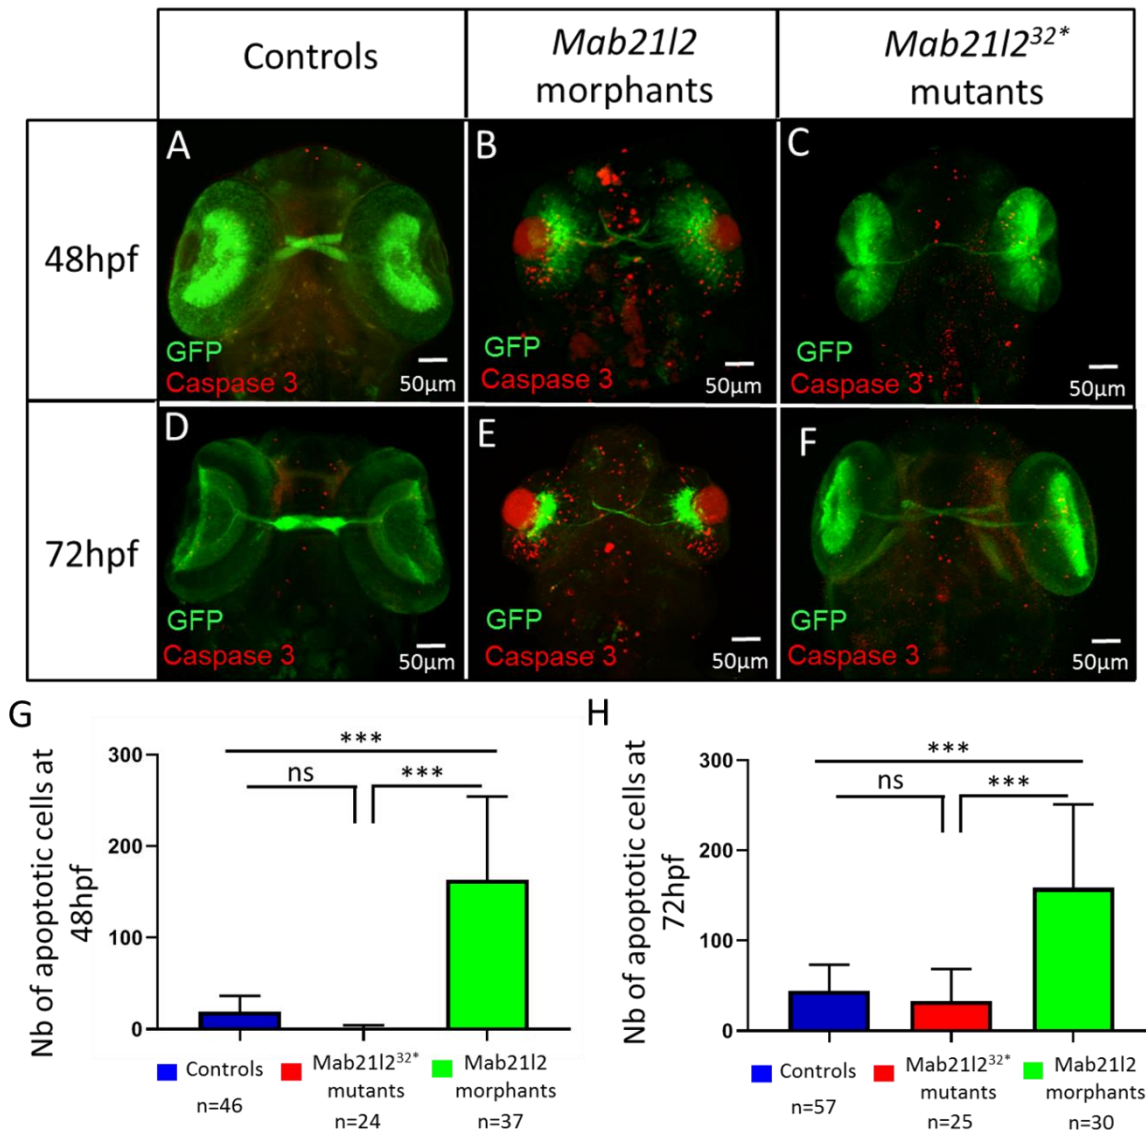 Controls
Mab21l2
morphants
Mab21l2³²*
mutants
48hpf
A
GFP
Caspase 3
50µm
B
GFP
Caspase 3
50µm
C
GFP
Caspase 3
50µm
72hpf
D
GFP
Caspase 3
50µm
E
GFP
Caspase 3
50µm
F
GFP
Caspase 3
50µm
G
Nb of apoptotic cells at
48hpf
300
200
100
0
***
ns
***
Controls
n=46
Mab21l2³²*
mutants
n=24
Mab21l2
morphants
n=37
H
Nb of apoptotic cells at
72hpf
300
200
100
0
***
ns
***
Controls
n=57
Mab21l2³²*
mutants
n=25
Mab21l2
morphants
n=30